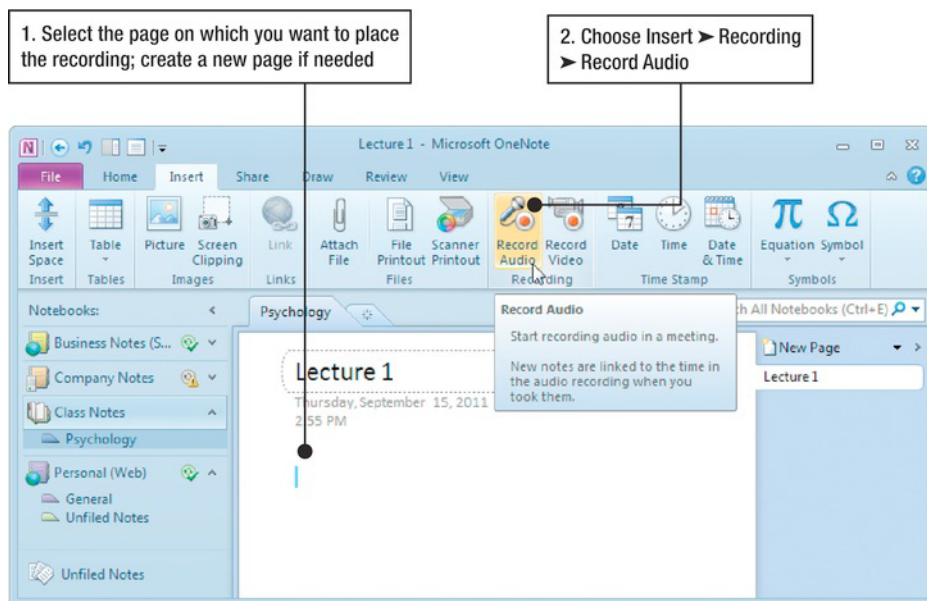 1. Select the page on which you want to place
the recording; create a new page if needed
2. Choose Insert ➤ Recording
➤ Record Audio
Lecture 1 - Microsoft OneNote
File Home Insert Share Draw Review View
Insert Space
Table
Picture
Screen Clipping
Link
Attach File
File Printout
Scanner Printout
Record Audio
Record Video
7
Date
Time
Date & Time
π
Equation
Ω
Symbol
Insert Tables Images Links Files Recording Time Stamp Symbols
Notebooks:
Psychology
All Notebooks (Ctrl+E)
Business Notes (S...
Company Notes
Class Notes
Psychology
Personal (Web)
General
Unfiled Notes
Unfiled Notes
Lecture 1
Thursday, September 15, 2011
2:55 PM
Record Audio
Start recording audio in a meeting.
New notes are linked to the time in
the audio recording when you
took them.
New Page
Lecture 1